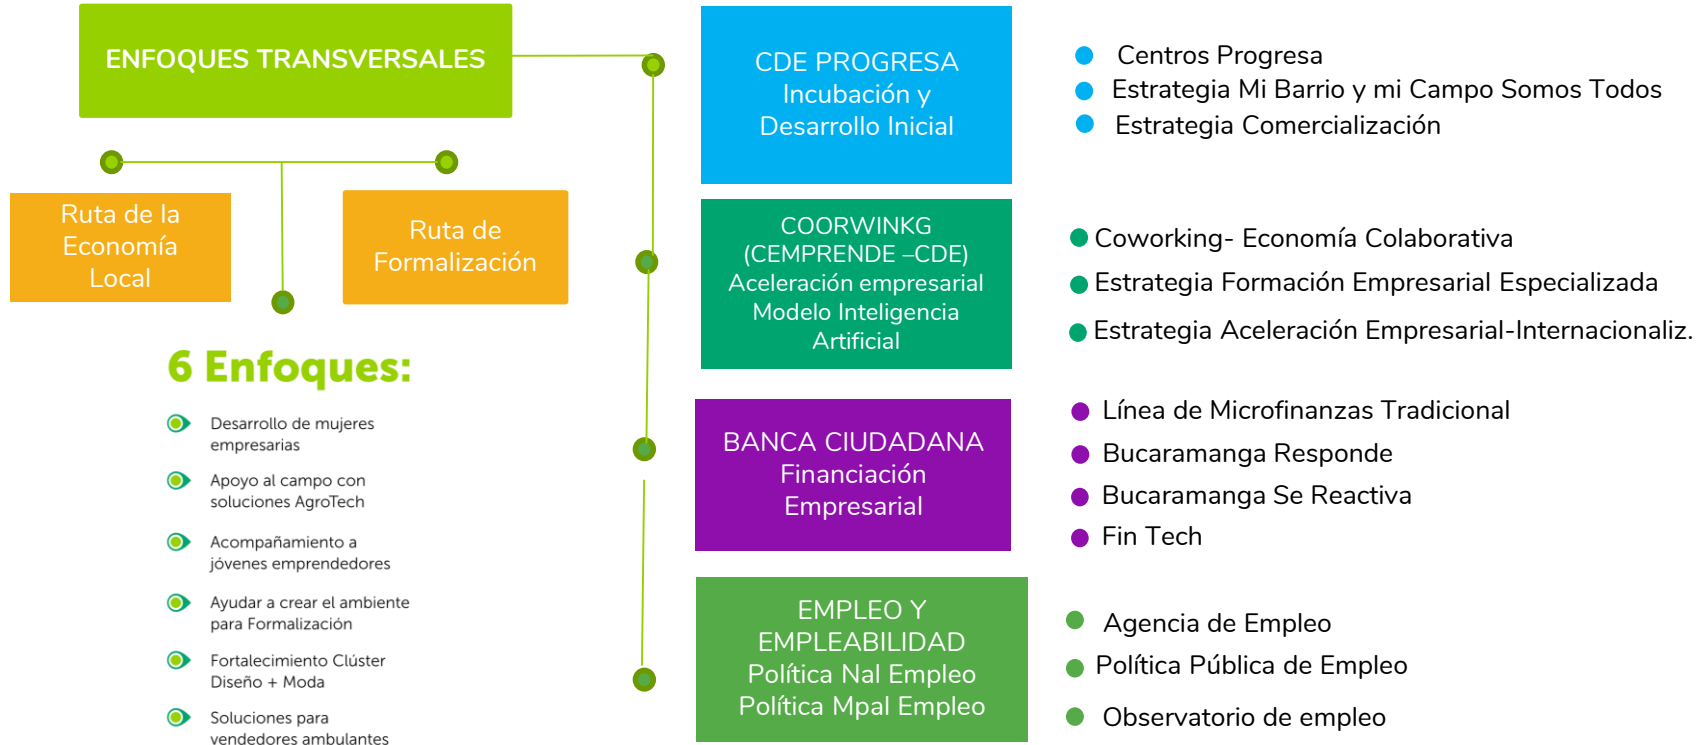 ENFOQUES TRANSVERSALES
Ruta de la
Economía
Local
Ruta de
Formalización
6 Enfoques:
Desarrollo de mujeres
empresarias
Apoyo al campo con
soluciones AgroTech
Acompañamiento a
jóvenes emprendedores
Ayudar a crear el ambiente
para Formalización
Fortalecimiento Clúster
Diseño + Moda
Soluciones para
vendedores ambulantes
CDE PROGRESA
Incubación y
Desarrollo Inicial
Centros Progresa
Estrategia Mi Barrio y mi Campo Somos Todos
Estrategia Comercialización
COORWINKG
(CEMPRENDE –CDE)
Aceleración empresarial
Modelo Inteligencia
Artificial
Coworking- Economía Colaborativa
Estrategia Formación Empresarial Especializada
Estrategia Aceleración Empresarial-Internacionaliz.
BANCA CIUDADANA
Financiación
Empresarial
Línea de Microfinanzas Tradicional
Bucaramanga Responde
Bucaramanga Se Reactiva
Fin Tech
EMPLEO Y
EMPLEABILIDAD
Política Nal Empleo
Política Mpal Empleo
Agencia de Empleo
Política Pública de Empleo
Observatorio de empleo